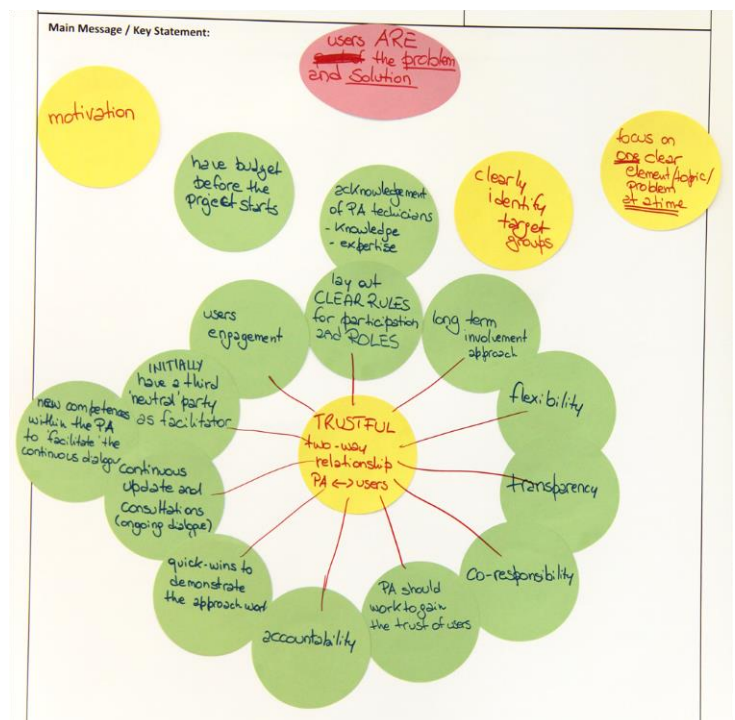 Main Message / Key Statement:
users ARE
of the problem
and solution
motivation
have budget
before the
project starts
acknowledgement
of PA technicians
- Knowledge
- expertise
clearly
identify
target
groups
focus on
one clear
element/topic/
problem
at a time
users
engagement
lay out
CLEAR RULES
for participation
and ROLES
long term
involvement
approach
INITIALLY
have a third
'neutral' party
as facilitator
new competences
within the PA
to facilitate the
continuous dialogue
flexibility
TRUSTFUL
two-way
relationship
PA <-> users
continuous
update and
consultations
(ongoing dialogue)
transparency
quick-wins to
demonstrate
the approach work
co-responsibility
accountability
PA should
work to gain
the trust of users